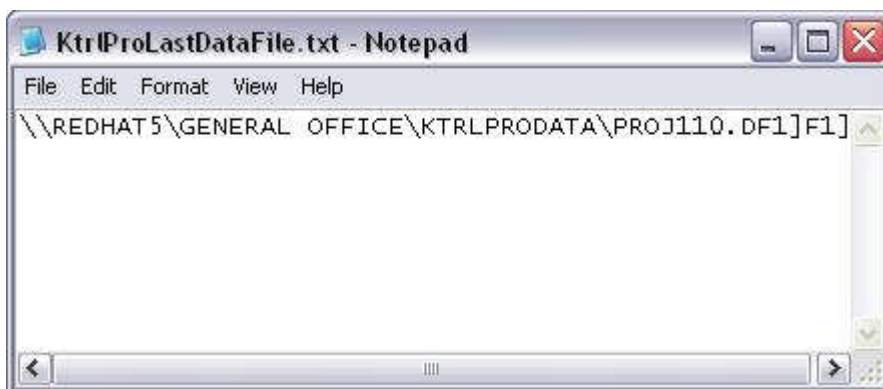 KtrlProLastDataFile.txt - Notepad
File Edit Format View Help
\\REDHAT5\GENERAL OFFICE\KTRLPRODATA\PROJ110.DF1]F1]